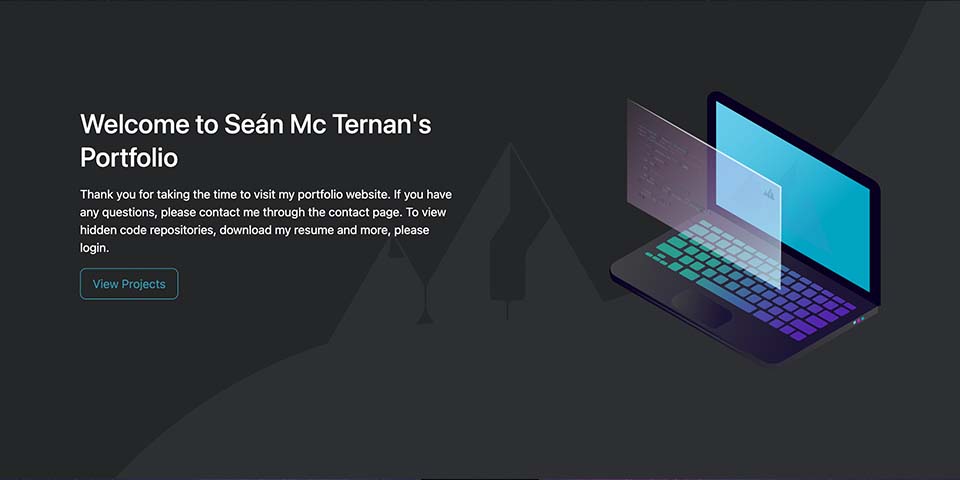 Welcome to Seán Mc Ternan's
Portfolio
Thank you for taking the time to visit my portfolio website. If you have
any questions, please contact me through the contact page. To view
hidden code repositories, download my resume and more, please
login.
View Projects